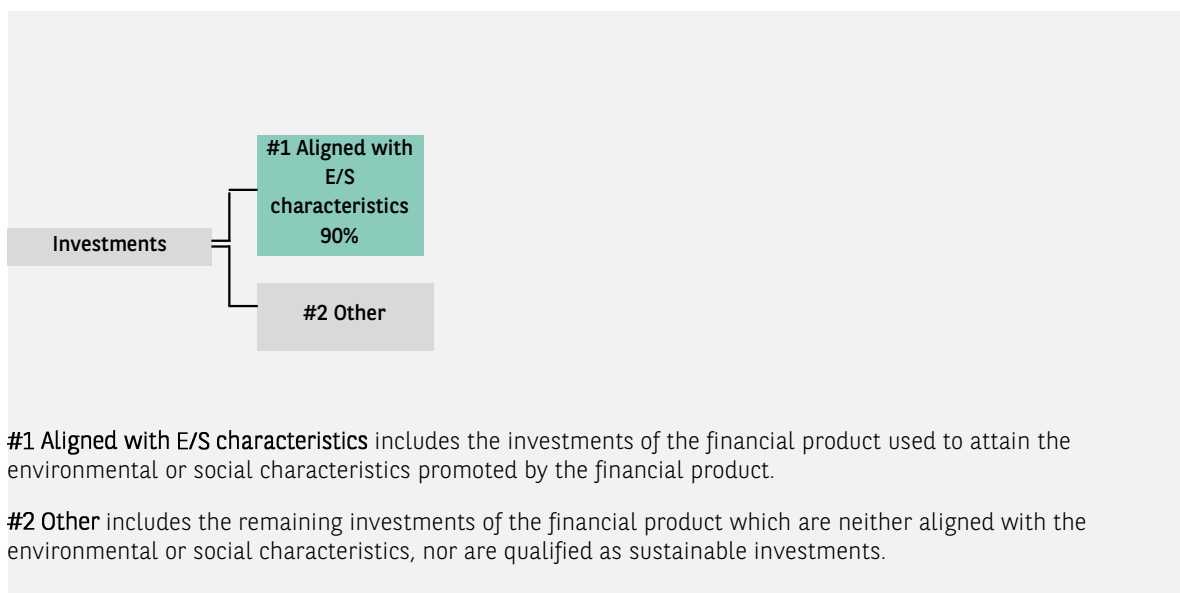 #1 Aligned with
E/S
characteristics
90%
Investments
#2 Other
#1 Aligned with E/S characteristics includes the investments of the financial product used to attain the
environmental or social characteristics promoted by the financial product.
#2 Other includes the remaining investments of the financial product which are neither aligned with the
environmental or social characteristics, nor are qualified as sustainable investments.